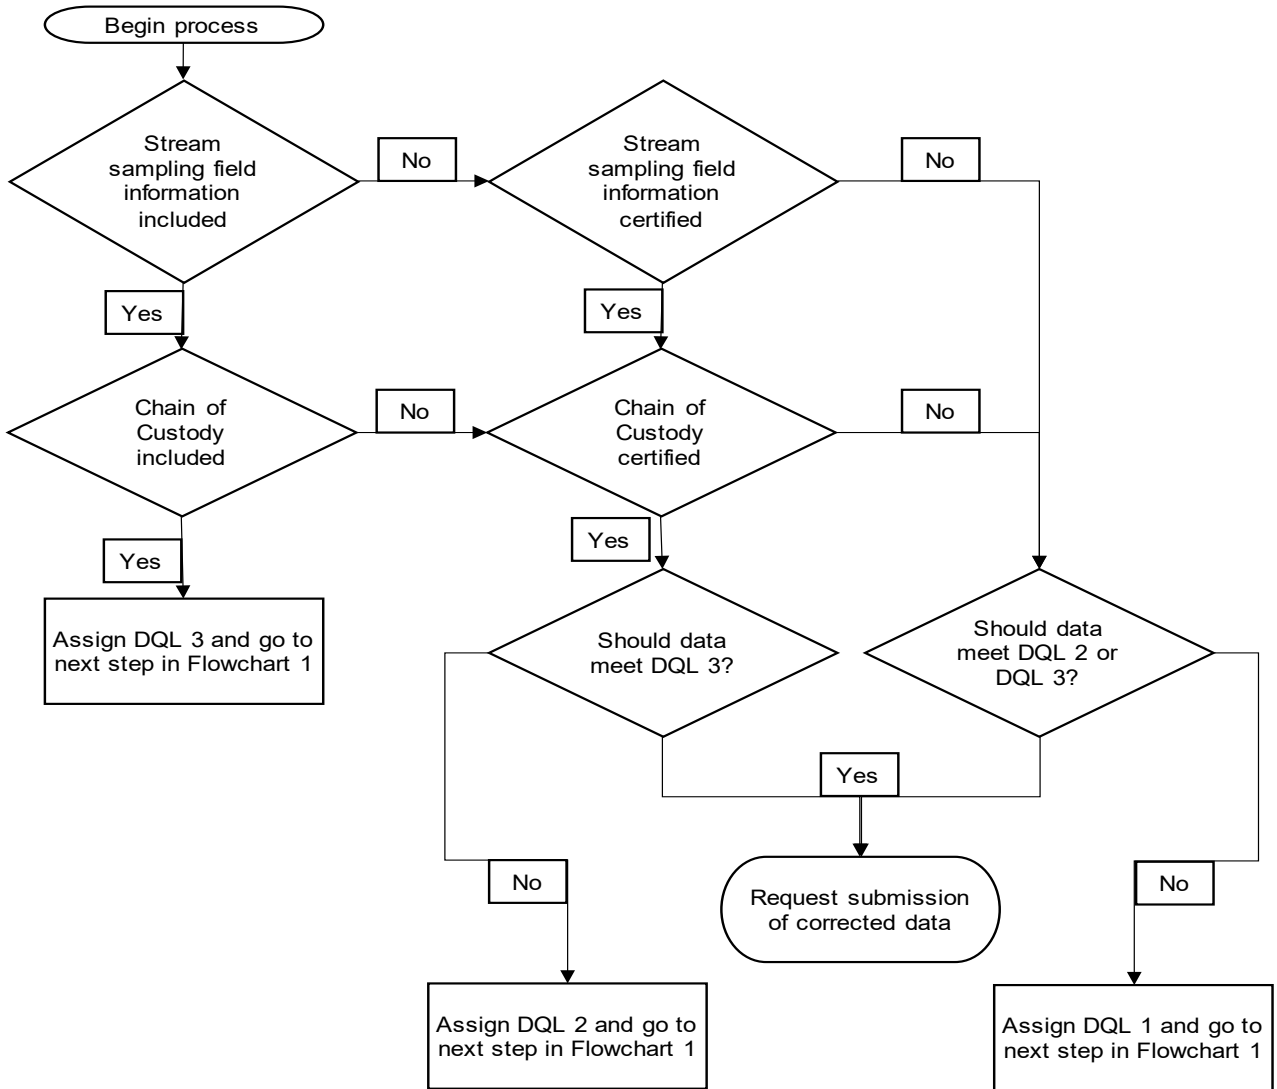 Begin process
Stream
sampling field
information
included
No
Stream
sampling field
information
certified
No
Yes
Yes
Chain of
Custody
included
No
Chain of
Custody
certified
No
Yes
Yes
Assign DQL 3 and go to
next step in Flowchart 1
Should data
meet DQL 3?
Should data
meet DQL 2 or
DQL 3?
Yes
No
No
Request submission
of corrected data
Assign DQL 2 and go to
next step in Flowchart 1
Assign DQL 1 and go to
next step in Flowchart 1